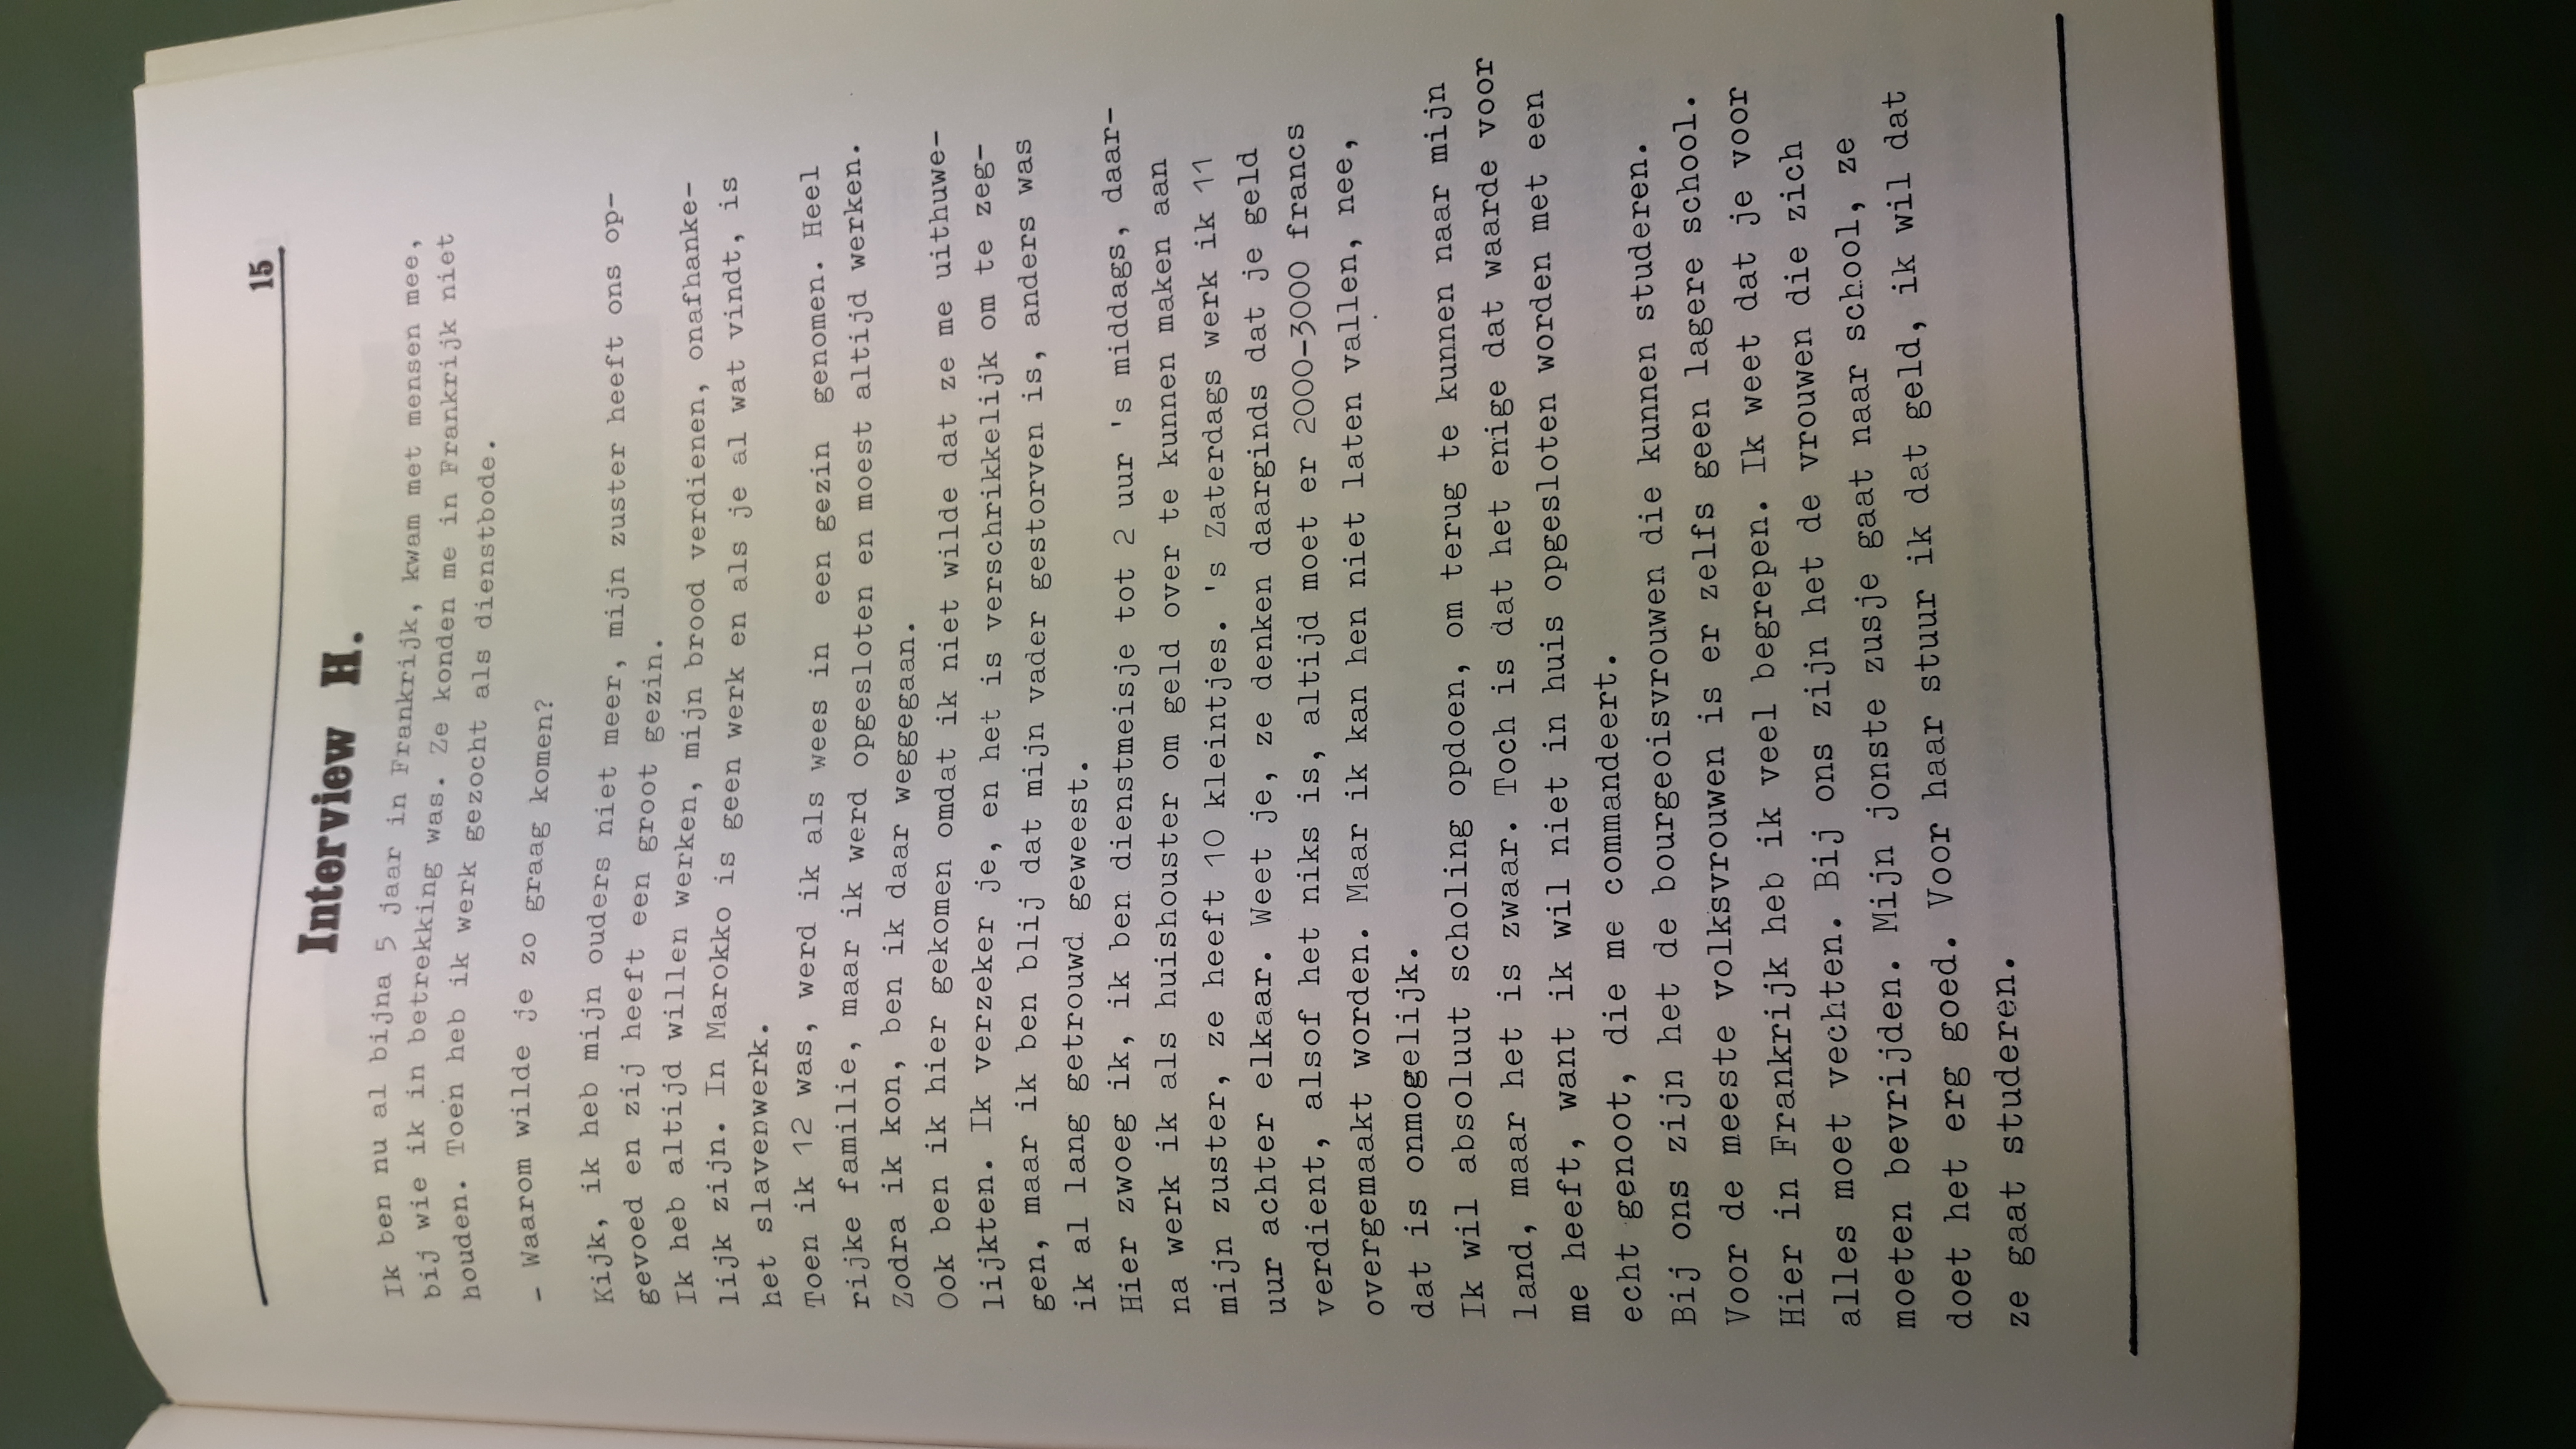 15
Interview H.
Ik ben nu al bijna 5 jaar in Frankrijk, kwam met mensen mee,
bij wie ik in betrekking was. Ze konden me in Frankrijk niet
houden. Toen heb ik werk gezocht als dienstbode.
- Waarom wilde je zo graag komen?
Kijk, ik heb mijn ouders niet meer, mijn zuster heeft ons op-
gevoed en zij heeft een groot gezin.
Ik heb altijd willen werken, mijn brood verdienen, onafhanke-
lijk zijn. In Marokko is geen werk en als je al wat vindt, is
het slavenwerk.
Toen ik 12 was, werd ik als wees in een gezin genomen. Heel
rijke familie, maar ik werd opgesloten en moest altijd werken.
Zodra ik kon, ben ik daar weggegaan.
Ook ben ik hier gekomen omdat ik niet wilde dat ze me uithuwe-
lijkten. Ik verzeker je, en het is verschrikkelijk om te zeg-
gen, maar ik ben blij dat mijn vader gestorven is, anders was
ik al lang getrouwd geweest.
Hier zwoeg ik, ik ben dienstmeisje tot 2 uur 's middags, daar-
na werk ik als huishouster om geld over te kunnen maken aan
mijn zuster, ze heeft 10 kleintjes. 's Zaterdags werk ik 11
uur achter elkaar. Weet je, ze denken daarginds dat je geld
verdient, alsof het niks is, altijd moet er 2000-3000 francs
overgemaakt worden. Maar ik kan hen niet laten vallen, nee,
dat is onmogelijk.
Ik wil absoluut scholing opdoen, om terug te kunnen naar mijn
land, maar het is zwaar. Toch is dat het enige dat waarde voor
me heeft, want ik wil niet in huis opgesloten worden met een
echt genoot, die me commandeert.
Bij ons zijn het de bourgeoisvrouwen die kunnen studeren.
Voor de meeste volksvrouwen is er zelfs geen lagere school.
Hier in Frankrijk heb ik veel begrepen. Ik weet dat je voor
alles moet vechten. Bij ons zijn het de vrouwen die zich
moeten bevrijden. Mijn jonste zusje gaat naar school, ze
doet het erg goed. Voor haar stuur ik dat geld, ik wil dat
ze gaat studeren.